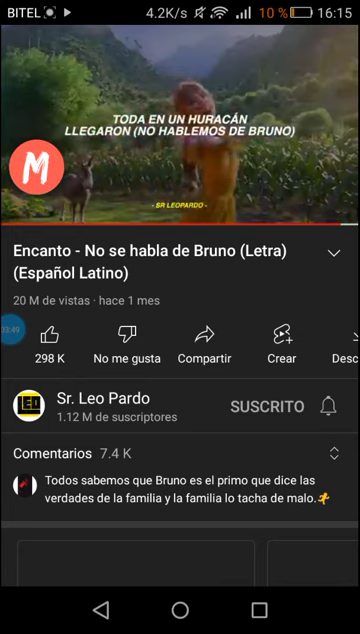 BITEL 4.2K/s 10 % 16:15
TODA EN UN HURACÁN
LLEGARON (NO HABLEMOS DE BRUNO)
M
- SR LEOPARDO -
Encanto - No se habla de Bruno (Letra)
(Español Latino)
20 M de vistas · hace 1 mes
03:49
298 K No me gusta Compartir Crear Desc
LEO
Sr. Leo Pardo
1.12 M de suscriptores
SUSCRITO
Comentarios 7.4 K
Todos sabemos que Bruno es el primo que dice las
verdades de la familia y la familia lo tacha de malo.🏃